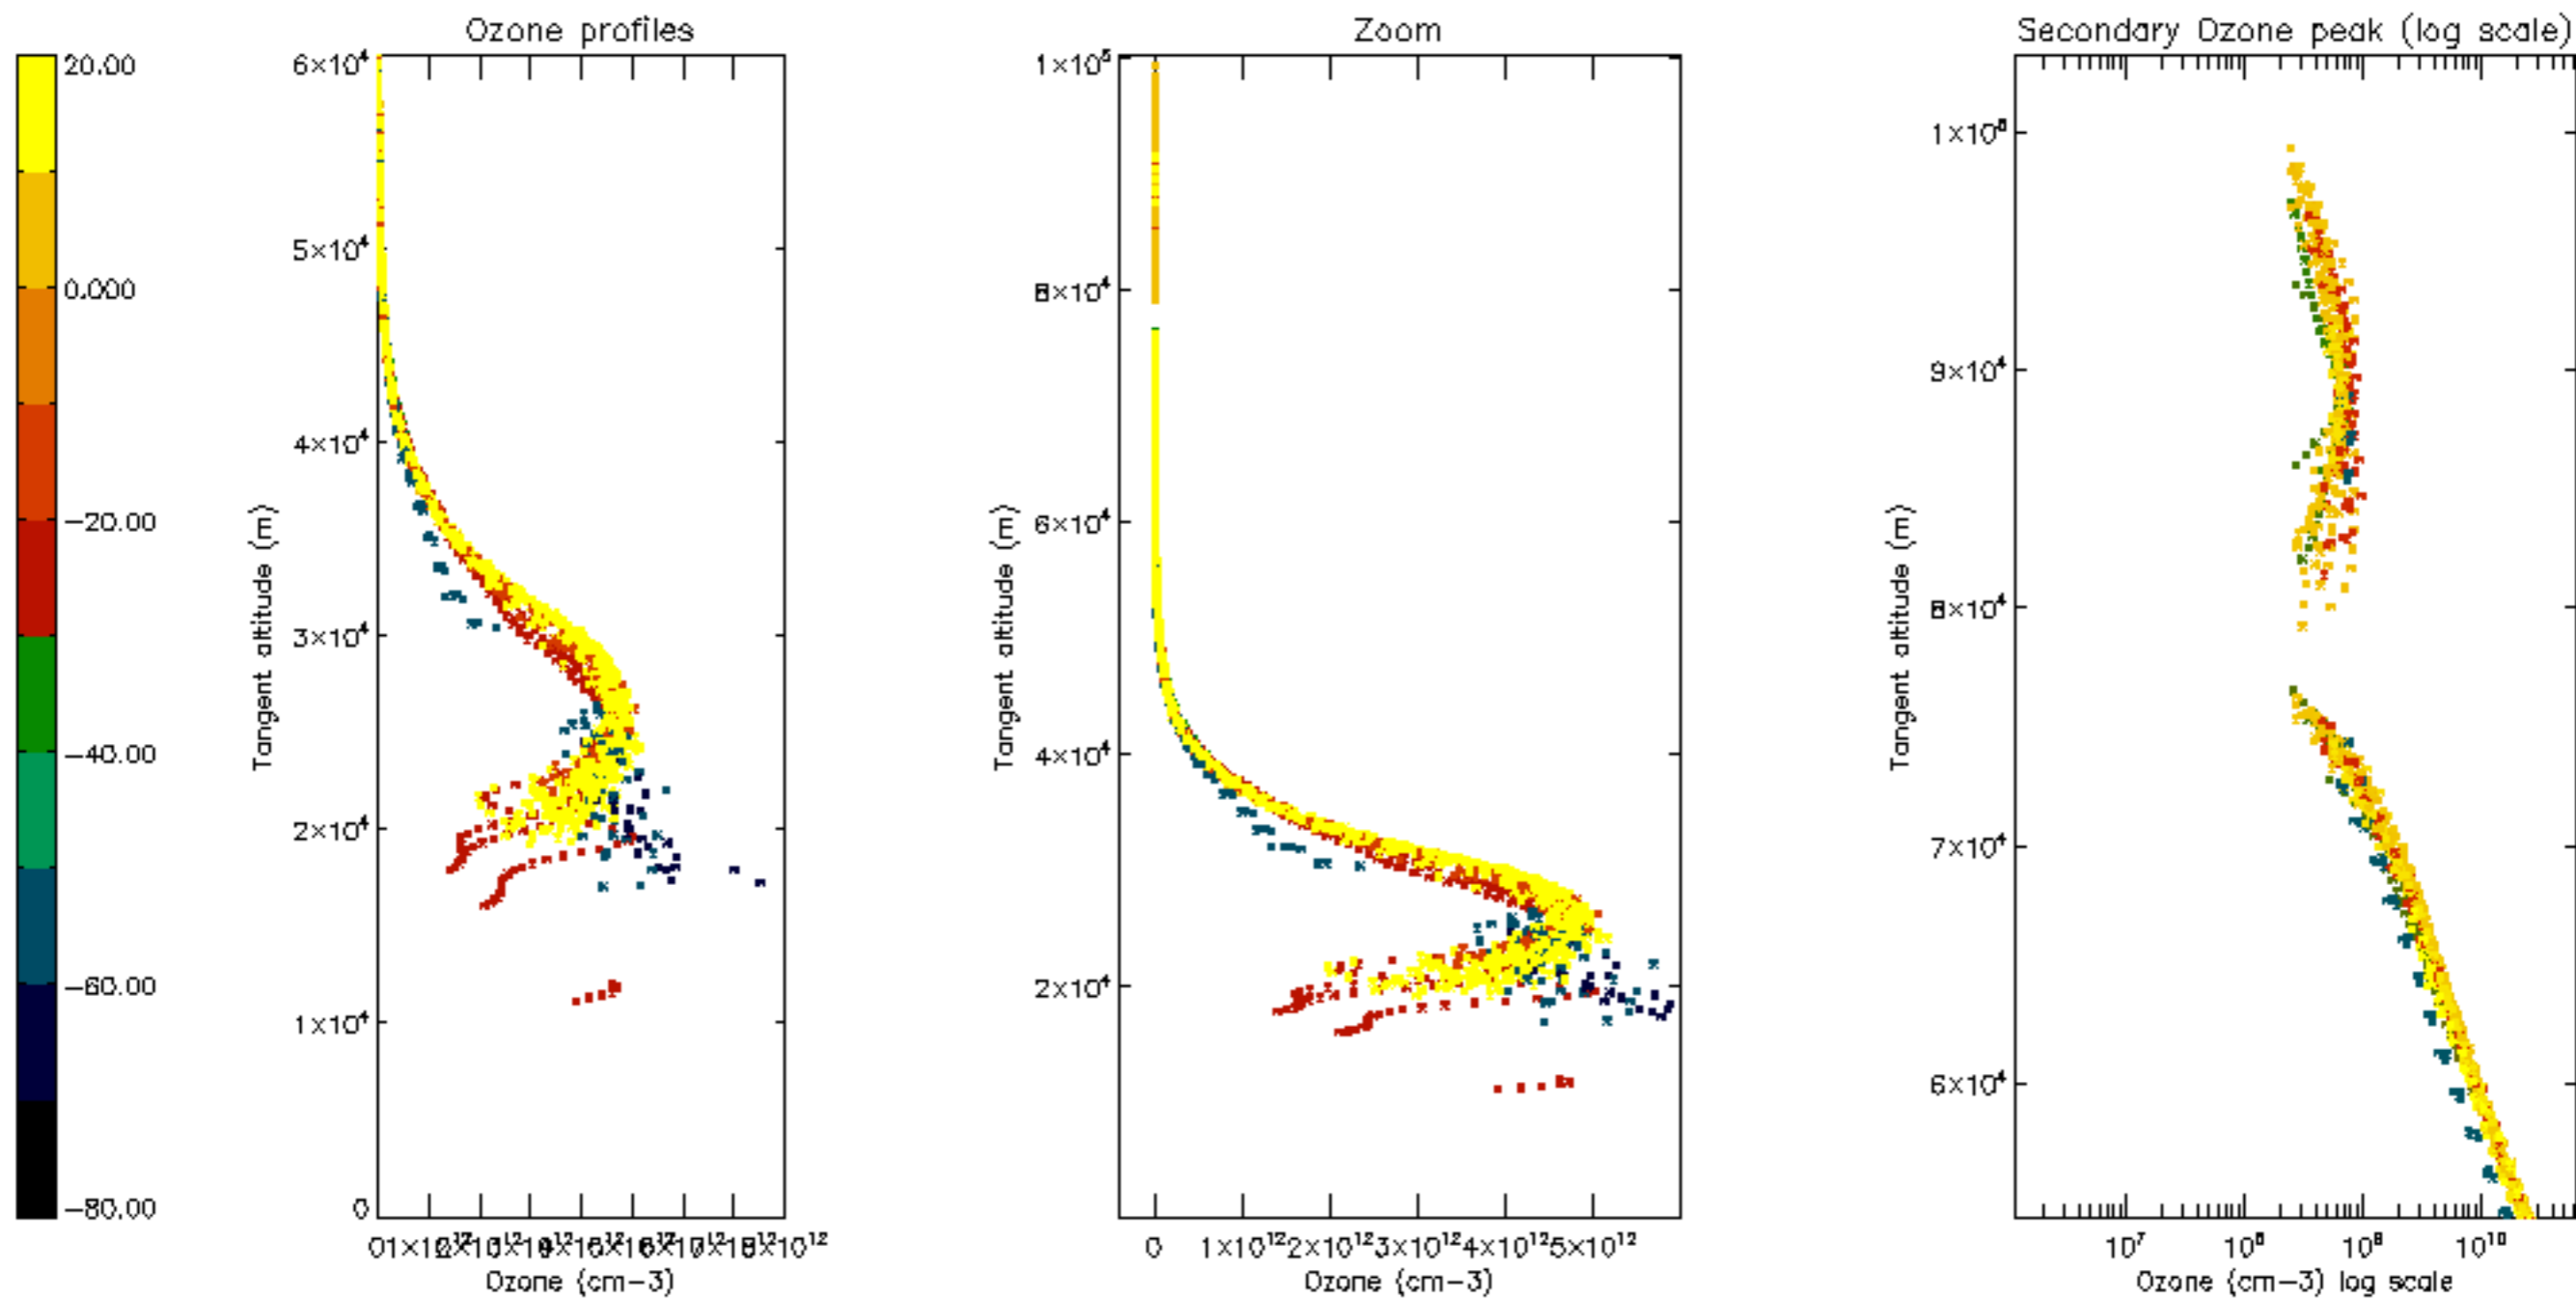 Ozone profiles
Zoom
Secondary Ozone peak (log scale)
20.00
0.000
−20.00
−40.00
−60.00
−80.00
6×10⁴
5×10⁴
4×10⁴
3×10⁴
2×10⁴
1×10⁴
0
Tangent altitude (m)
Ozone (cm−3)
1×10⁵
8×10⁴
6×10⁴
4×10⁴
2×10⁴
Tangent altitude (m)
0 1×10¹² 2×10¹² 3×10¹² 4×10¹² 5×10¹²
Ozone (cm−3)
9×10⁴
8×10⁴
7×10⁴
6×10⁴
Tangent altitude (m)
10⁷ 10⁸ 10⁹ 10¹⁰
Ozone (cm−3) log scale